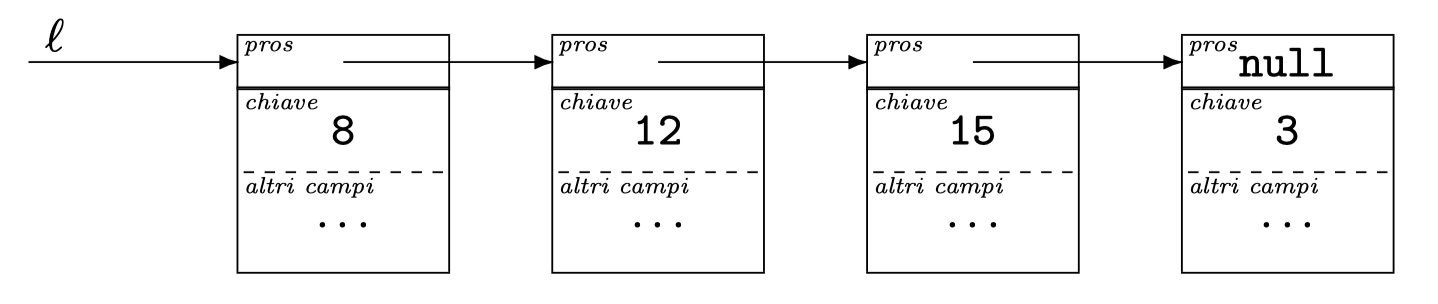 ℓ
pros pros pros pros null
chiave chiave chiave chiave
8 12 15 3
altri campi altri campi altri campi altri campi
... ... ... ...